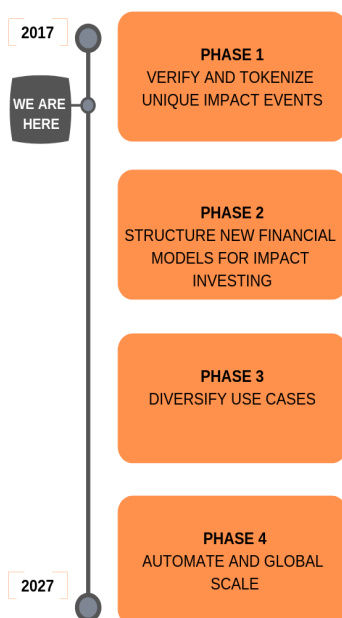 2017
PHASE 1
VERIFY AND TOKENIZE
UNIQUE IMPACT EVENTS
WE ARE
HERE
PHASE 2
STRUCTURE NEW FINANCIAL
MODELS FOR IMPACT
INVESTING
PHASE 3
DIVERSIFY USE CASES
PHASE 4
AUTOMATE AND GLOBAL
SCALE
2027